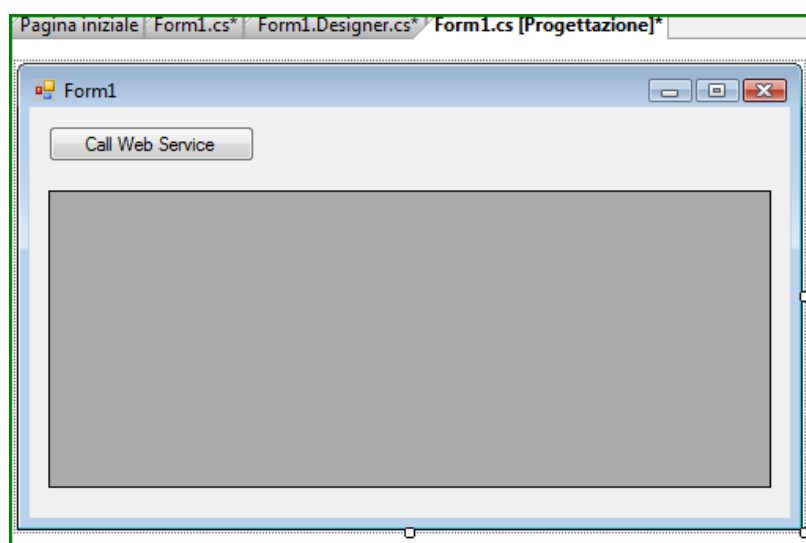 Pagina iniziale Form1.cs* Form1.Designer.cs* Form1.cs [Progettazione]*
Form1
Call Web Service